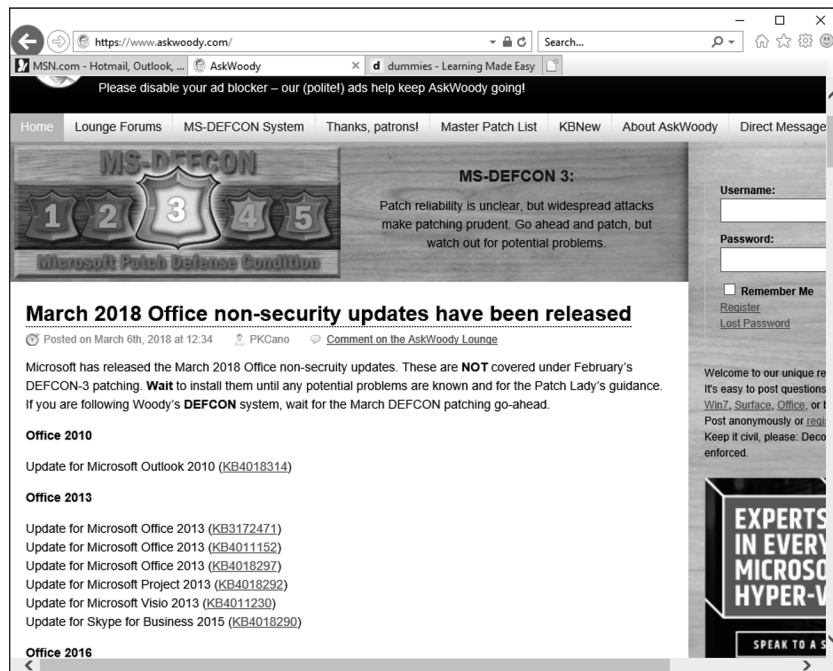 https://www.askwoody.com/
Search...
MSN.com - Hotmail, Outlook, ...
AskWoody
dummies - Learning Made Easy
Please disable your ad blocker – our (polite!) ads help keep AskWoody going!
Home Lounge Forums MS-DEFCON System Thanks, patrons! Master Patch List KBNew About AskWoody Direct Message
MS-DEFCON
1 2 3 4 5
Microsoft Patch Defense Condition
MS-DEFCON 3:
Patch reliability is unclear, but widespread attacks
make patching prudent. Go ahead and patch, but
watch out for potential problems.
Username:
Password:
Remember Me
Register
Lost Password
March 2018 Office non-security updates have been released
Posted on March 6th, 2018 at 12:34 PKCano Comment on the AskWoody Lounge
Microsoft has released the March 2018 Office non-secruity updates. These are NOT covered under February's
DEFCON-3 patching. Wait to install them until any potential problems are known and for the Patch Lady's guidance.
If you are following Woody's DEFCON system, wait for the March DEFCON patching go-ahead.
Office 2010
Update for Microsoft Outlook 2010 (KB4018314)
Office 2013
Update for Microsoft Office 2013 (KB3172471)
Update for Microsoft Office 2013 (KB4011152)
Update for Microsoft Office 2013 (KB4018297)
Update for Microsoft Project 2013 (KB4018292)
Update for Microsoft Visio 2013 (KB4011230)
Update for Skype for Business 2015 (KB4018290)
Office 2016
Welcome to our unique re
It's easy to post questions
Win7, Surface, Office, or t
Post anonymously or regi
Keep it civil, please: Deco
enforced.
EXPERTS
IN EVERY
MICROSO
HYPER-V
SPEAK TO A S